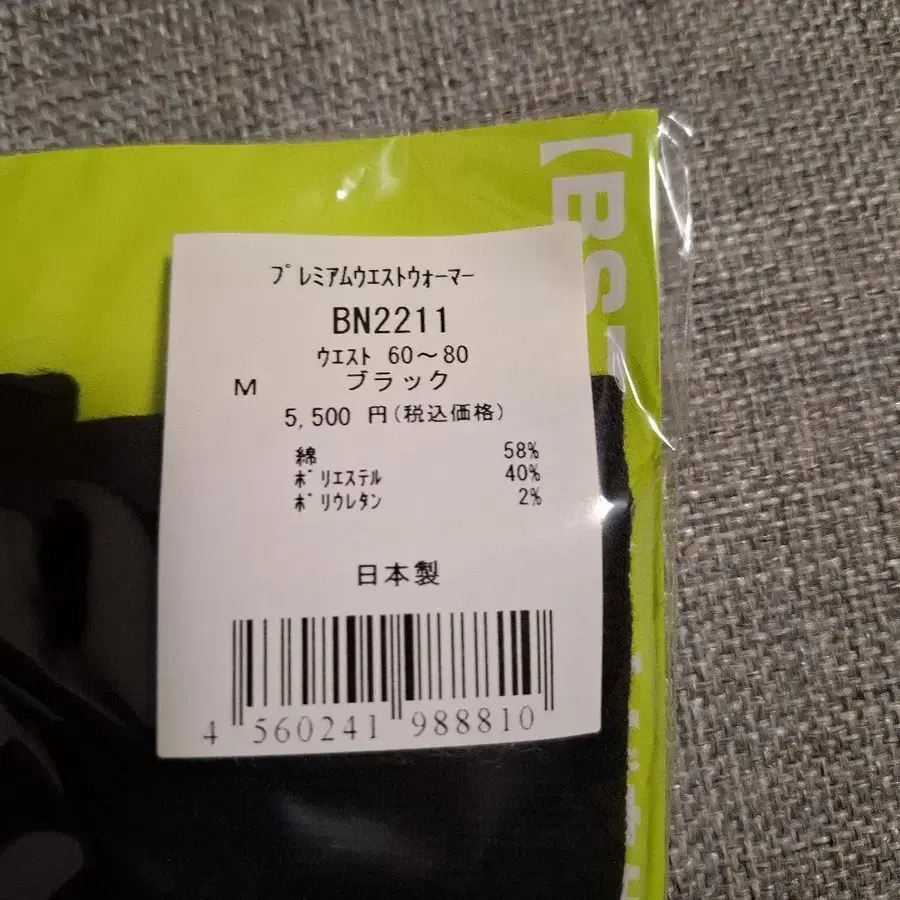 【BS
ﾌﾟﾚﾐｱﾑｳｴｽﾄｳｫｰﾏｰ
BN2211
ｳｴｽﾄ 60～80
M ブラック
5,500 円(税込価格)
綿 58%
ﾎﾟﾘｴｽﾃﾙ 40%
ﾎﾟﾘｳﾚﾀﾝ 2%
日本製
4 560241 988810